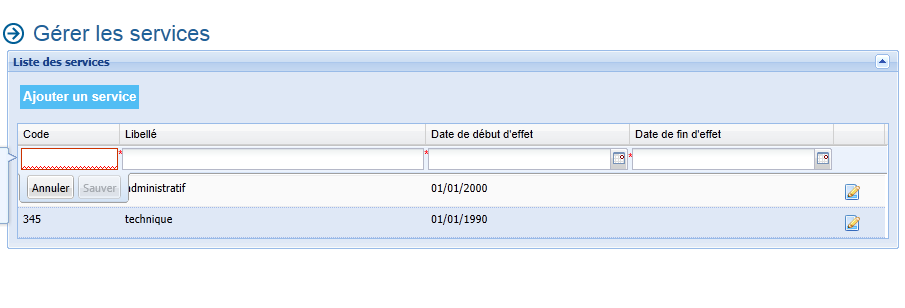 Gérer les services
Liste des services
Ajouter un service
Code Libellé Date de début d'effet Date de fin d'effet
* * *
Annuler Sauver administratif 01/01/2000
345 technique 01/01/1990